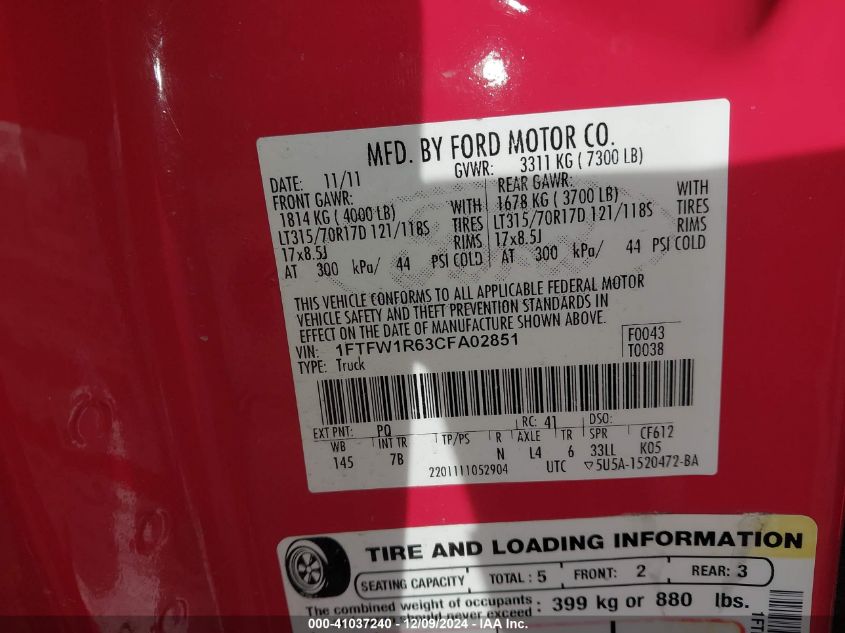 MFD. BY FORD MOTOR CO.
DATE: 11/11 GVWR: 3311 KG ( 7300 LB)
FRONT GAWR: REAR GAWR:
1814 KG ( 4000 LB) WITH 1678 KG ( 3700 LB) WITH
LT315/70R17D 121/118S TIRES LT315/70R17D 121/118S TIRES
17x8.5J RIMS 17x8.5J RIMS
AT 300 kPa/ 44 PSI COLD AT 300 kPa/ 44 PSI COLD
THIS VEHICLE CONFORMS TO ALL APPLICABLE FEDERAL MOTOR
VEHICLE SAFETY AND THEFT PREVENTION STANDARDS IN
EFFECT ON THE DATE OF MANUFACTURE SHOWN ABOVE.
VIN: 1FTFW1R63CFA02851 F0043
TYPE: Truck T0038
EXT PNT: PQ RC: 41 DSO:
WB INT TR TP/PS R AXLE TR SPR CF612
145 7B N L4 6 33LL K05
2201111052904 UTC ▽5U5A-1520472-BA
TIRE AND LOADING INFORMATION
SEATING CAPACITY TOTAL : 5 FRONT: 2 REAR: 3
The combined weight of occupants
should never exceed : 399 kg or 880 lbs.
1FT
000-41037240 - 12/09/2024 - IAA Inc.